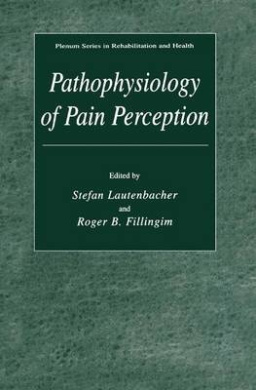 Plenum Series in Rehabilitation and Health
Pathophysiology
of Pain Perception
Edited by
Stefan Lautenbacher
and
Roger B. Fillingim